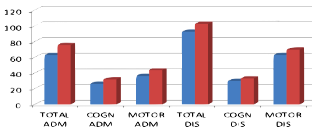 120
100
80
60
40
20
0
TOTAL ADM
COGN ADM
MOTOR ADM
TOTAL DIS
COGN DIS
MOTOR DIS